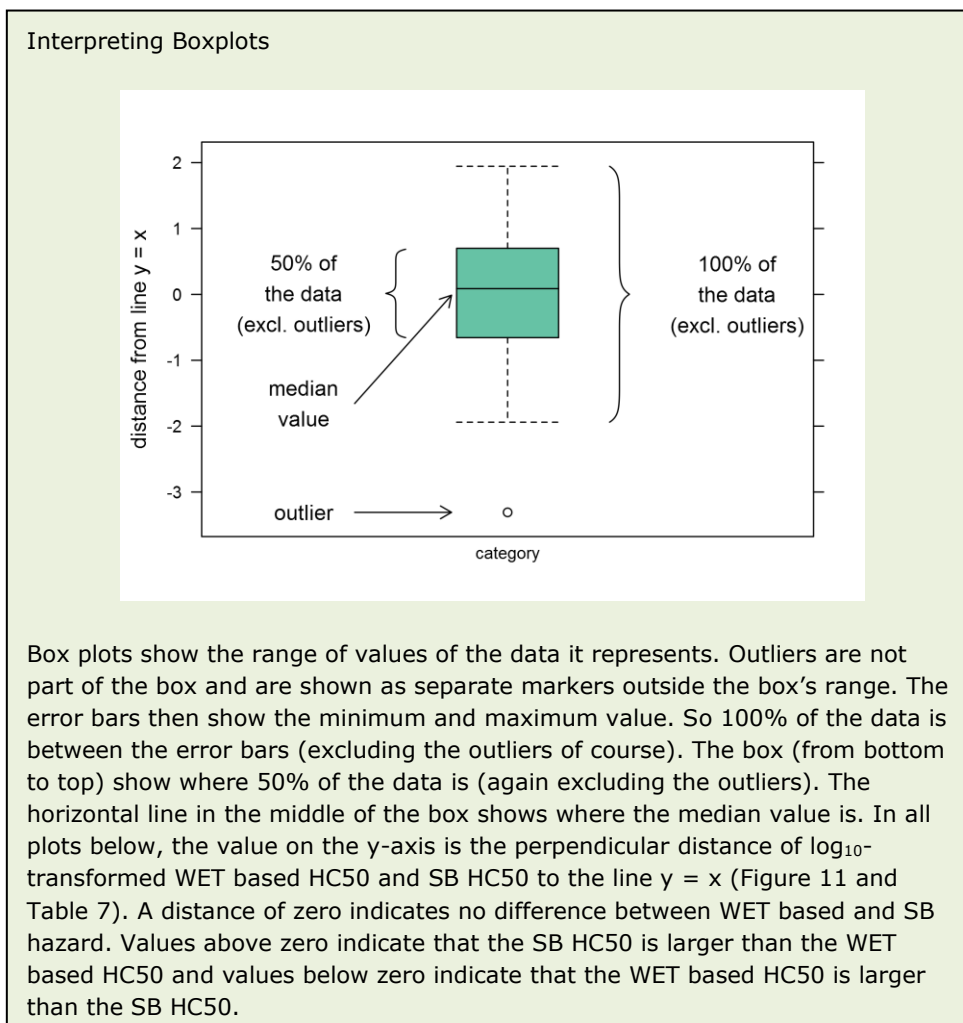 Interpreting Boxplots
2
1
0
-1
-2
-3
distance from line y = x
50% of
the data
(excl. outliers)
100% of
the data
(excl. outliers)
median
value
outlier
category
Box plots show the range of values of the data it represents. Outliers are not
part of the box and are shown as separate markers outside the box’s range. The
error bars then show the minimum and maximum value. So 100% of the data is
between the error bars (excluding the outliers of course). The box (from bottom
to top) show where 50% of the data is (again excluding the outliers). The
horizontal line in the middle of the box shows where the median value is. In all
plots below, the value on the y-axis is the perpendicular distance of log₁₀-
transformed WET based HC50 and SB HC50 to the line y = x (Figure 11 and
Table 7). A distance of zero indicates no difference between WET based and SB
hazard. Values above zero indicate that the SB HC50 is larger than the WET
based HC50 and values below zero indicate that the WET based HC50 is larger
than the SB HC50.